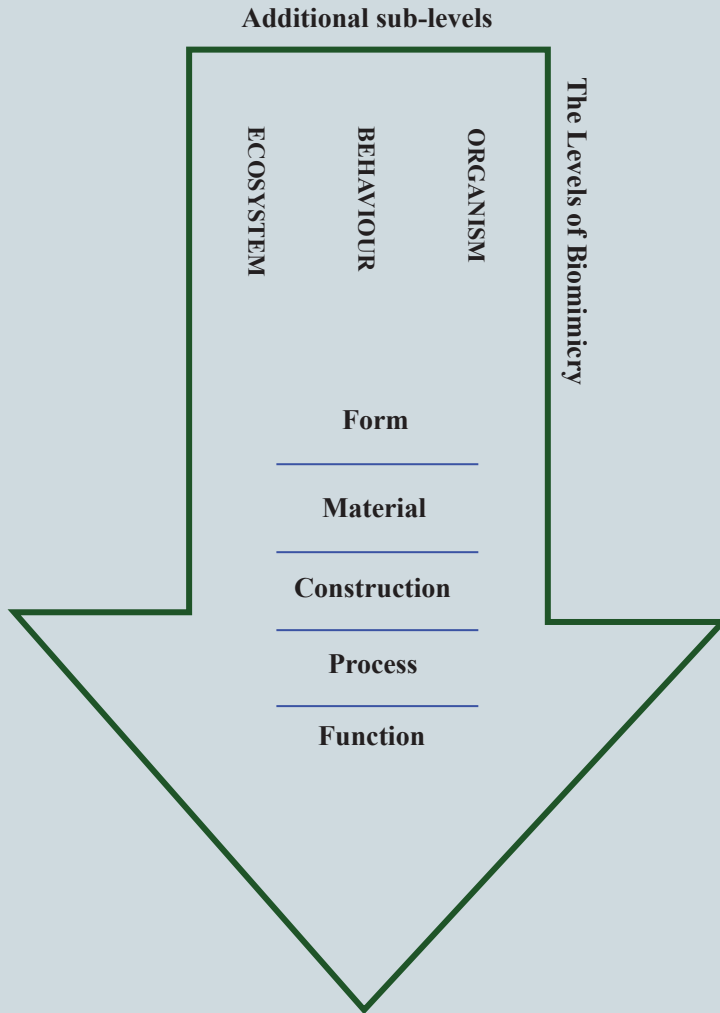 Additional sub-levels
The Levels of Biomimicry
ORGANISM
BEHAVIOUR
ECOSYSTEM
Form
Material
Construction
Process
Function